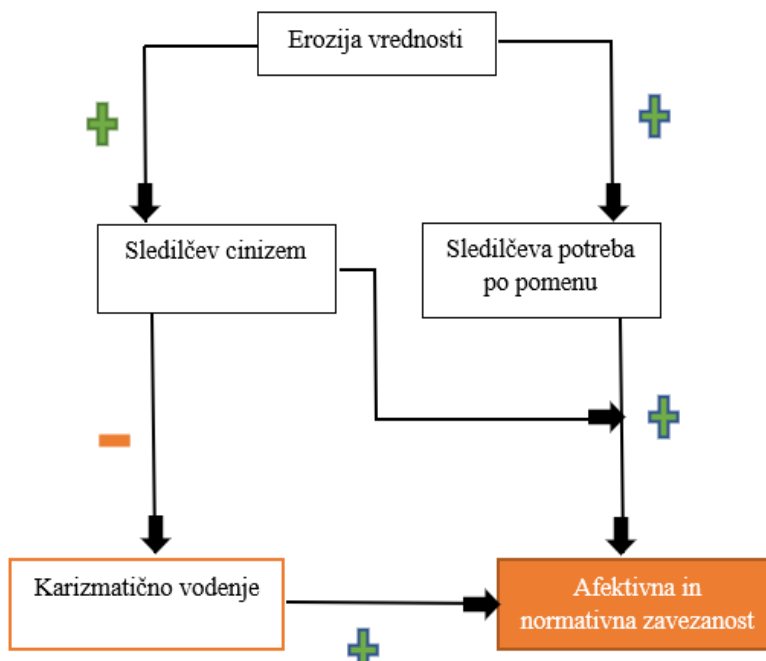 Erozija vrednosti
Sledilčev cinizem
Sledilčeva potreba
po pomenu
Karizmatično vodenje
Afektivna in
normativna zavezanost